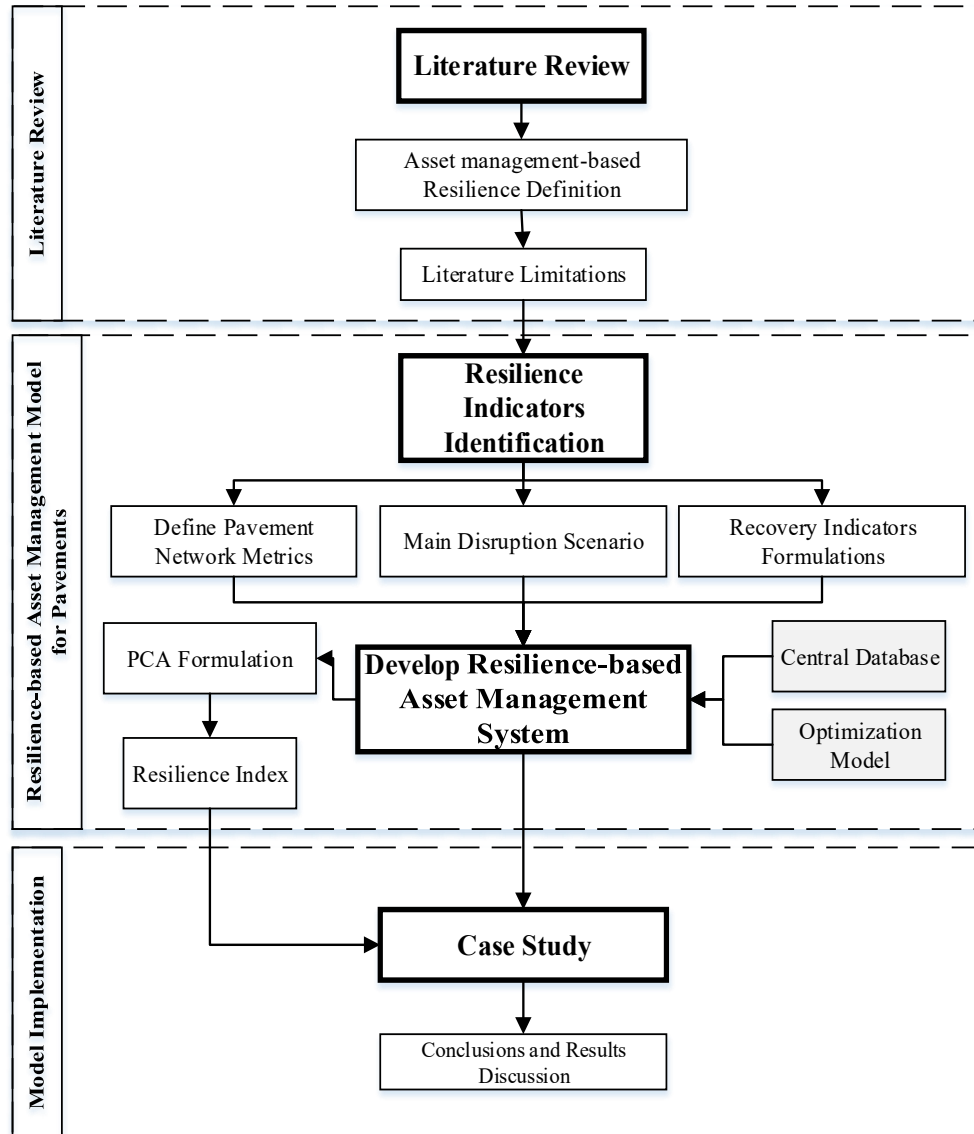 Literature Review
Literature Review
Asset management-based
Resilience Definition
Literature Limitations
Resilience-based Asset Management Model
for Pavements
Resilience
Indicators
Identification
Define Pavement
Network Metrics
Main Disruption Scenario
Recovery Indicators
Formulations
PCA Formulation
Develop Resilience-based
Asset Management
System
Central Database
Optimization
Model
Resilience Index
Model Implementation
Case Study
Conclusions and Results
Discussion